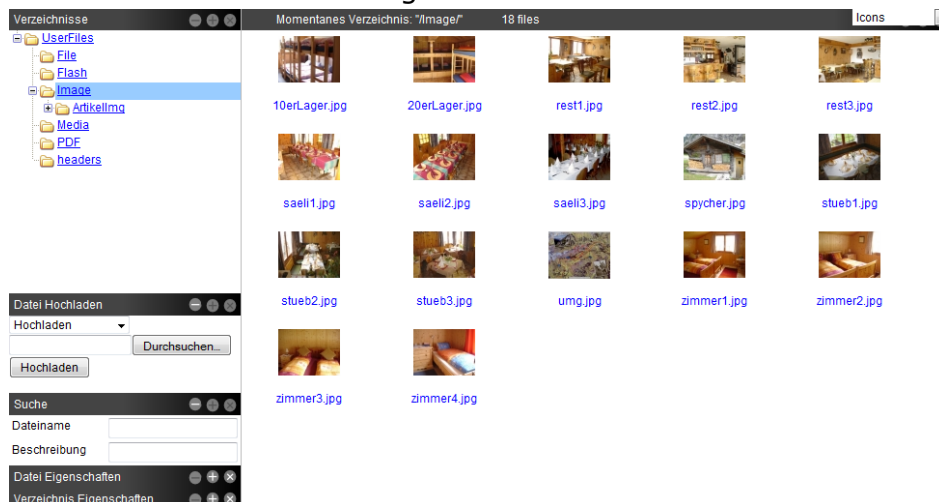 Verzeichnisse
UserFiles
File
Flash
Image
ArtikelImg
Media
PDF
headers
Datei Hochladen
Hochladen
Durchsuchen...
Hochladen
Suche
Dateiname
Beschreibung
Datei Eigenschaften
Verzeichnis Eigenschaften
Momentanes Verzeichnis: "/Image/" 18 files
Icons
10erLager.jpg 20erLager.jpg rest1.jpg rest2.jpg rest3.jpg
saeli1.jpg saeli2.jpg saeli3.jpg spycher.jpg stueb1.jpg
stueb2.jpg stueb3.jpg umg.jpg zimmer1.jpg zimmer2.jpg
zimmer3.jpg zimmer4.jpg